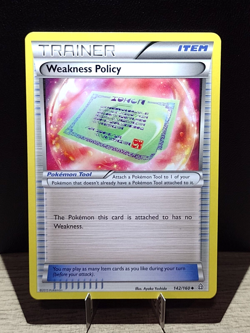 TRAINER ITEM
Weakness Policy
Pokémon Tool
Attach a Pokémon Tool to 1 of your
Pokémon that doesn't already have a Pokémon Tool attached to it.
The Pokémon this card is attached to has no
Weakness.
You may play as many Item cards as you like during your turn
(before your attack).
Illus. Ayaka Yoshida
142/160